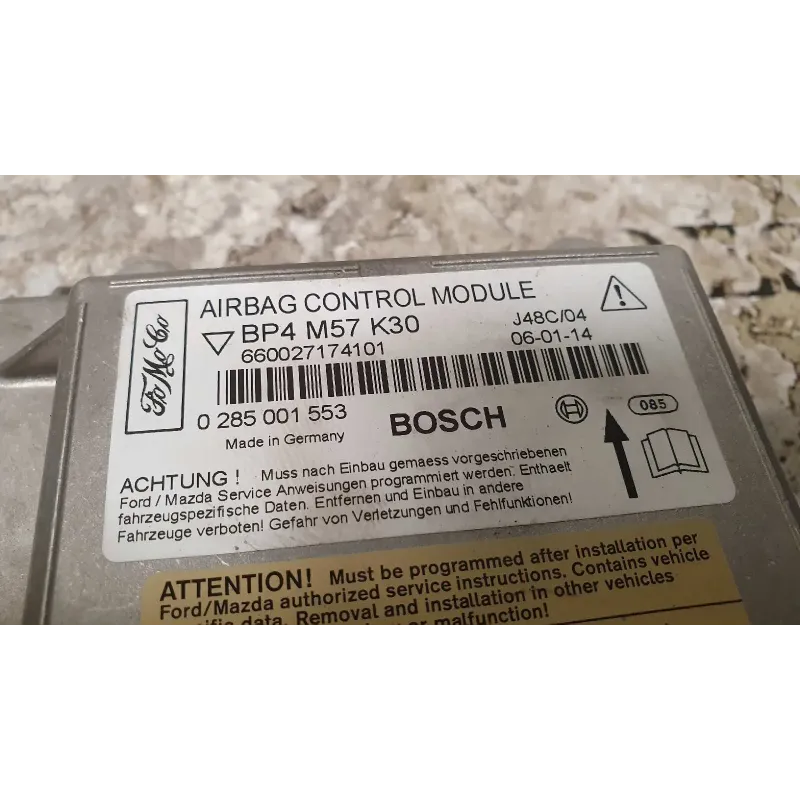 FoMoCo
AIRBAG CONTROL MODULE
BP4 M57 K30
J48C/04
660027174101
06-01-14
0 285 001 553
BOSCH
085
Made in Germany
ACHTUNG ! Muss nach Einbau gemaess vorgeschriebenen
Ford / Mazda Service Anweisungen programmiert werden. Enthaelt
fahrzeugspezifische Daten. Entfernen und Einbau in andere
Fahrzeuge verboten! Gefahr von Verletzungen und Fehlfunktionen!
ATTENTION! Must be programmed after installation per
Ford/Mazda authorized service instructions. Contains vehicle
data. Removal and installation in other vehicles
or malfunction!